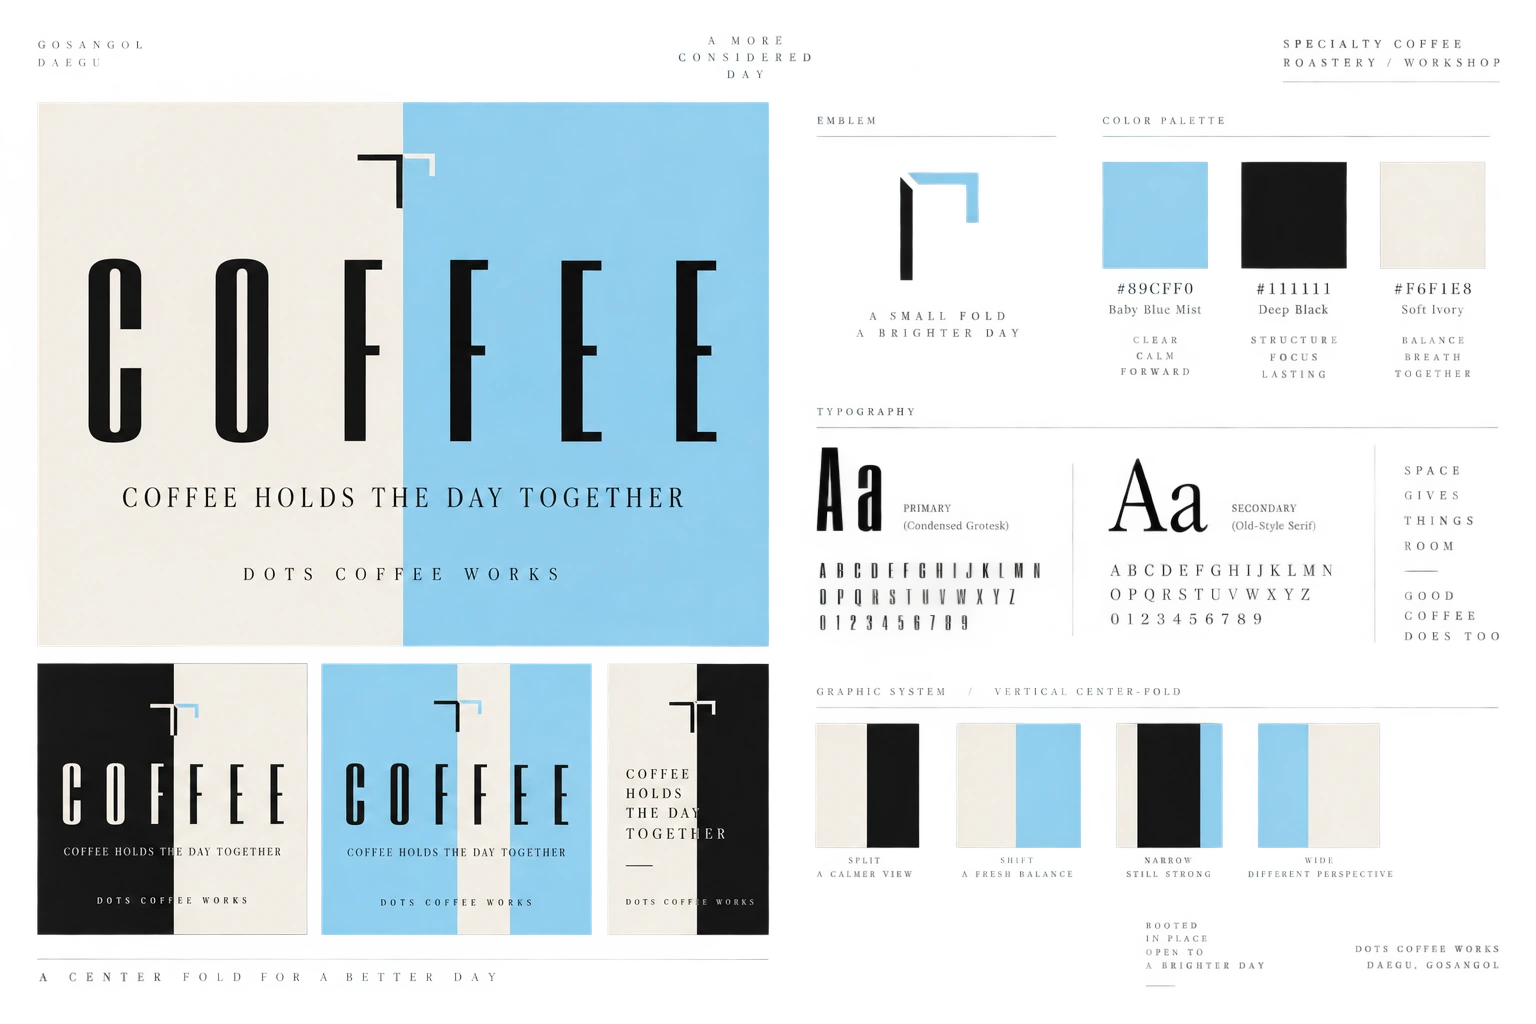 GOSANGOL
DAEGU
A MORE
CONSIDERED
DAY
SPECIALTY COFFEE
ROASTERY / WORKSHOP
COFFEE
COFFEE HOLDS THE DAY TOGETHER
DOTS COFFEE WORKS
COFFEE
COFFEE HOLDS THE DAY TOGETHER
DOTS COFFEE WORKS
COFFEE
COFFEE HOLDS THE DAY TOGETHER
DOTS COFFEE WORKS
COFFEE
HOLDS
THE DAY
TOGETHER
DOTS COFFEE WORKS
A CENTER FOLD FOR A BETTER DAY
EMBLEM
A SMALL FOLD
A BRIGHTER DAY
COLOR PALETTE
#89CFF0
Baby Blue Mist
CLEAR
CALM
FORWARD
#111111
Deep Black
STRUCTURE
FOCUS
LASTING
#F6F1E8
Soft Ivory
BALANCE
BREATH
TOGETHER
TYPOGRAPHY
Aa
PRIMARY
(Condensed Grotesk)
ABCDEFGHIJKLMN
OPQRSTUVWXYZ
0123456789
Aa
SECONDARY
(Old-Style Serif)
ABCDEFGHIJKLMN
OPQRSTUVWXYZ
0123456789
SPACE
GIVES
THINGS
ROOM
GOOD
COFFEE
DOES TOO
GRAPHIC SYSTEM / VERTICAL CENTER-FOLD
SPLIT
A CALMER VIEW
SHIFT
A FRESH BALANCE
NARROW
STILL STRONG
WIDE
DIFFERENT PERSPECTIVE
ROOTED
IN PLACE
OPEN TO
A BRIGHTER DAY
DOTS COFFEE WORKS
DAEGU, GOSANGOL